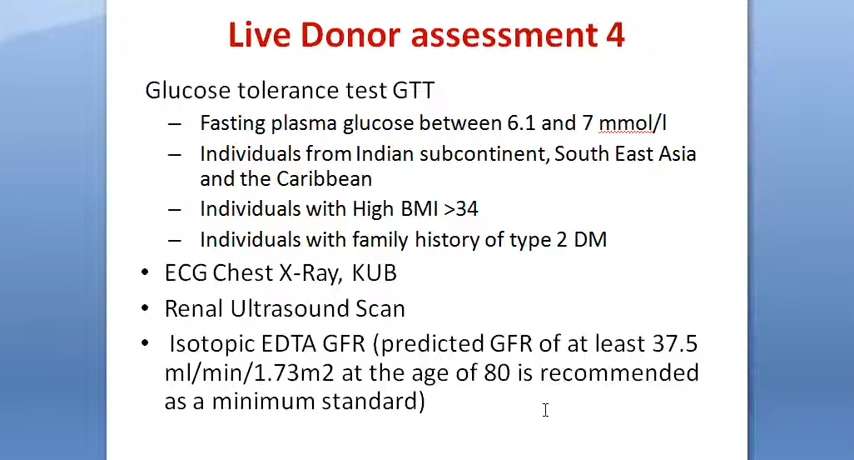 Live Donor assessment 4
Glucose tolerance test GTT
– Fasting plasma glucose between 6.1 and 7 mmol/l
– Individuals from Indian subcontinent, South East Asia
and the Caribbean
– Individuals with High BMI >34
– Individuals with family history of type 2 DM
• ECG Chest X-Ray, KUB
• Renal Ultrasound Scan
• Isotopic EDTA GFR (predicted GFR of at least 37.5
ml/min/1.73m2 at the age of 80 is recommended
as a minimum standard)